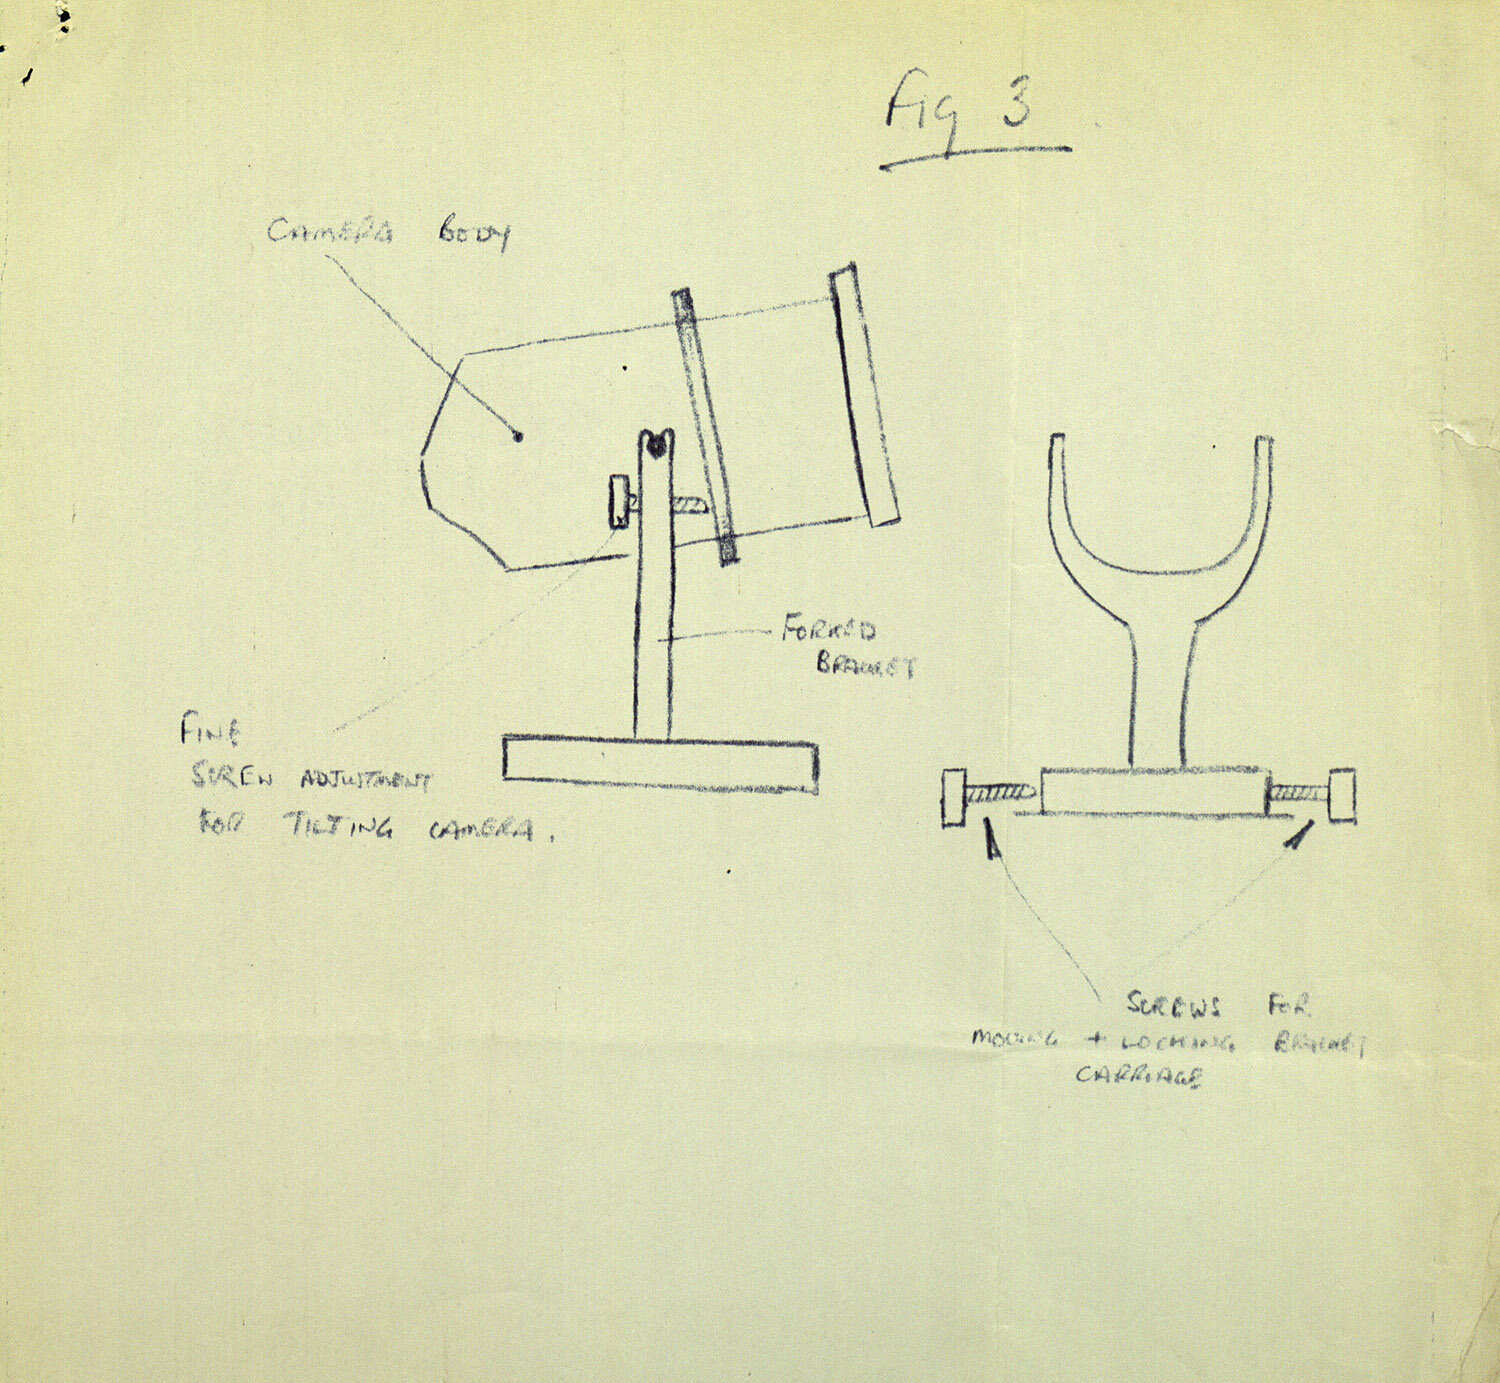 Fig 3
CAMERA BODY
FORKED
BRACKET
FINE
SCREW ADJUSTMENT
FOR TILTING CAMERA.
SCREWS FOR
MOVING + LOCKING BRACKET
CARRIAGE